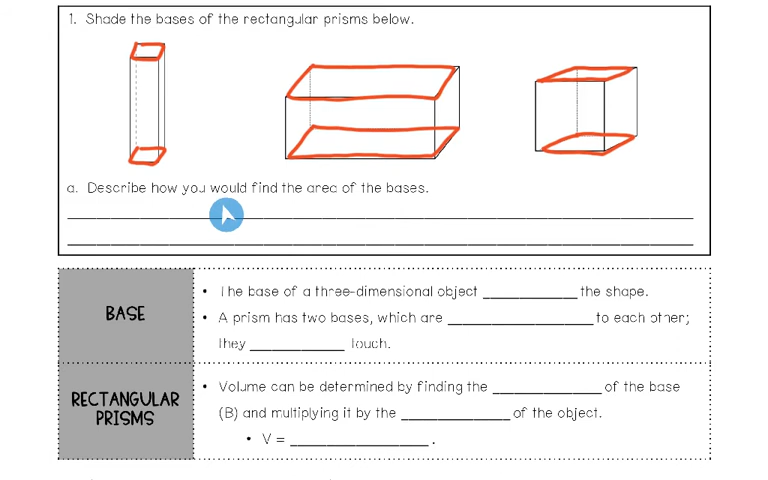 1. Shade the bases of the rectangular prisms below.
a. Describe how you would find the area of the bases.
BASE
• The base of a three-dimensional object ____________ the shape.
• A prism has two bases, which are ___________________ to each other;
they ____________ touch.
RECTANGULAR
PRISMS
• Volume can be determined by finding the ______________ of the base
(B) and multiplying it by the ______________ of the object.
• V = __________________ .